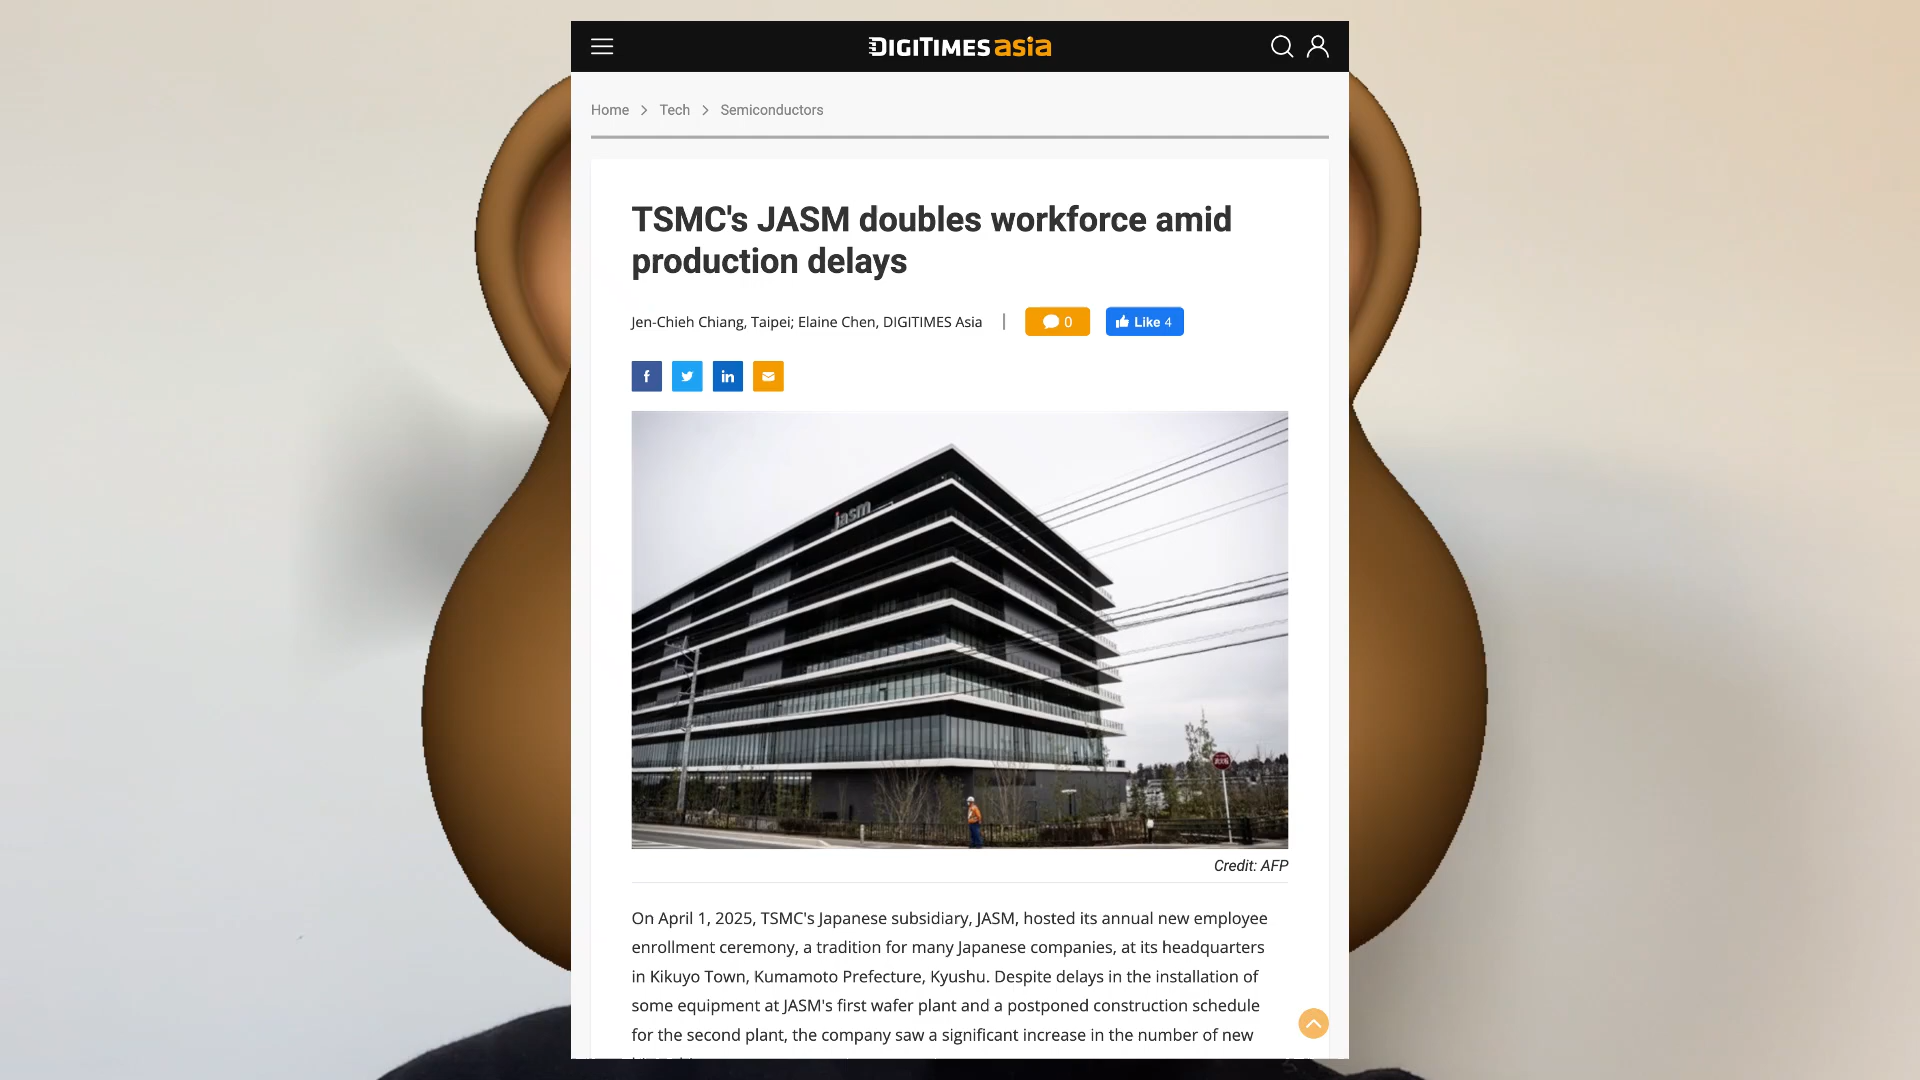 DIGITIMES asia
Home > Tech > Semiconductors
TSMC's JASM doubles workforce amid
production delays
Jen-Chieh Chiang, Taipei; Elaine Chen, DIGITIMES Asia | 0 Like 4
f in
jasm
Credit: AFP
On April 1, 2025, TSMC's Japanese subsidiary, JASM, hosted its annual new employee
enrollment ceremony, a tradition for many Japanese companies, at its headquarters
in Kikuyo Town, Kumamoto Prefecture, Kyushu. Despite delays in the installation of
some equipment at JASM's first wafer plant and a postponed construction schedule
for the second plant, the company saw a significant increase in the number of new